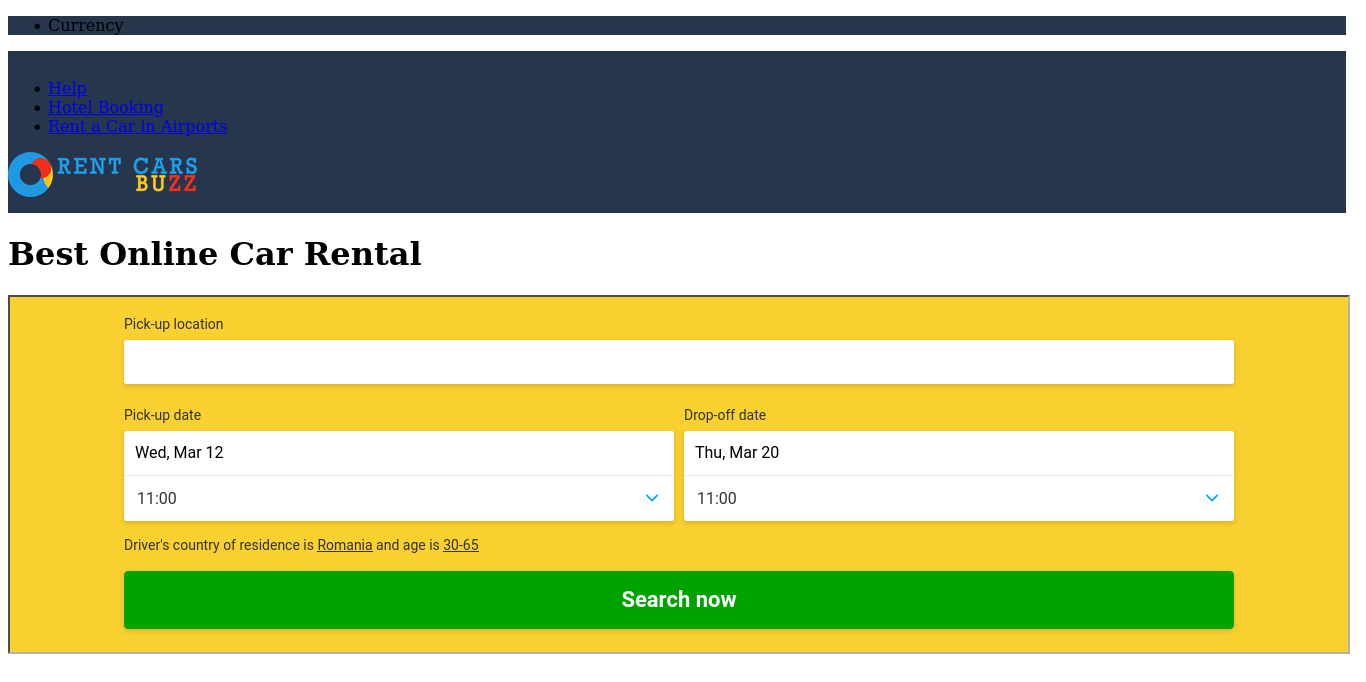 Currency
Help
Hotel Booking
Rent a Car in Airports
RENT CARS
BUZZ
Best Online Car Rental
Pick-up location
Pick-up date
Drop-off date
Wed, Mar 12
Thu, Mar 20
11:00
11:00
Driver's country of residence is Romania and age is 30-65
Search now